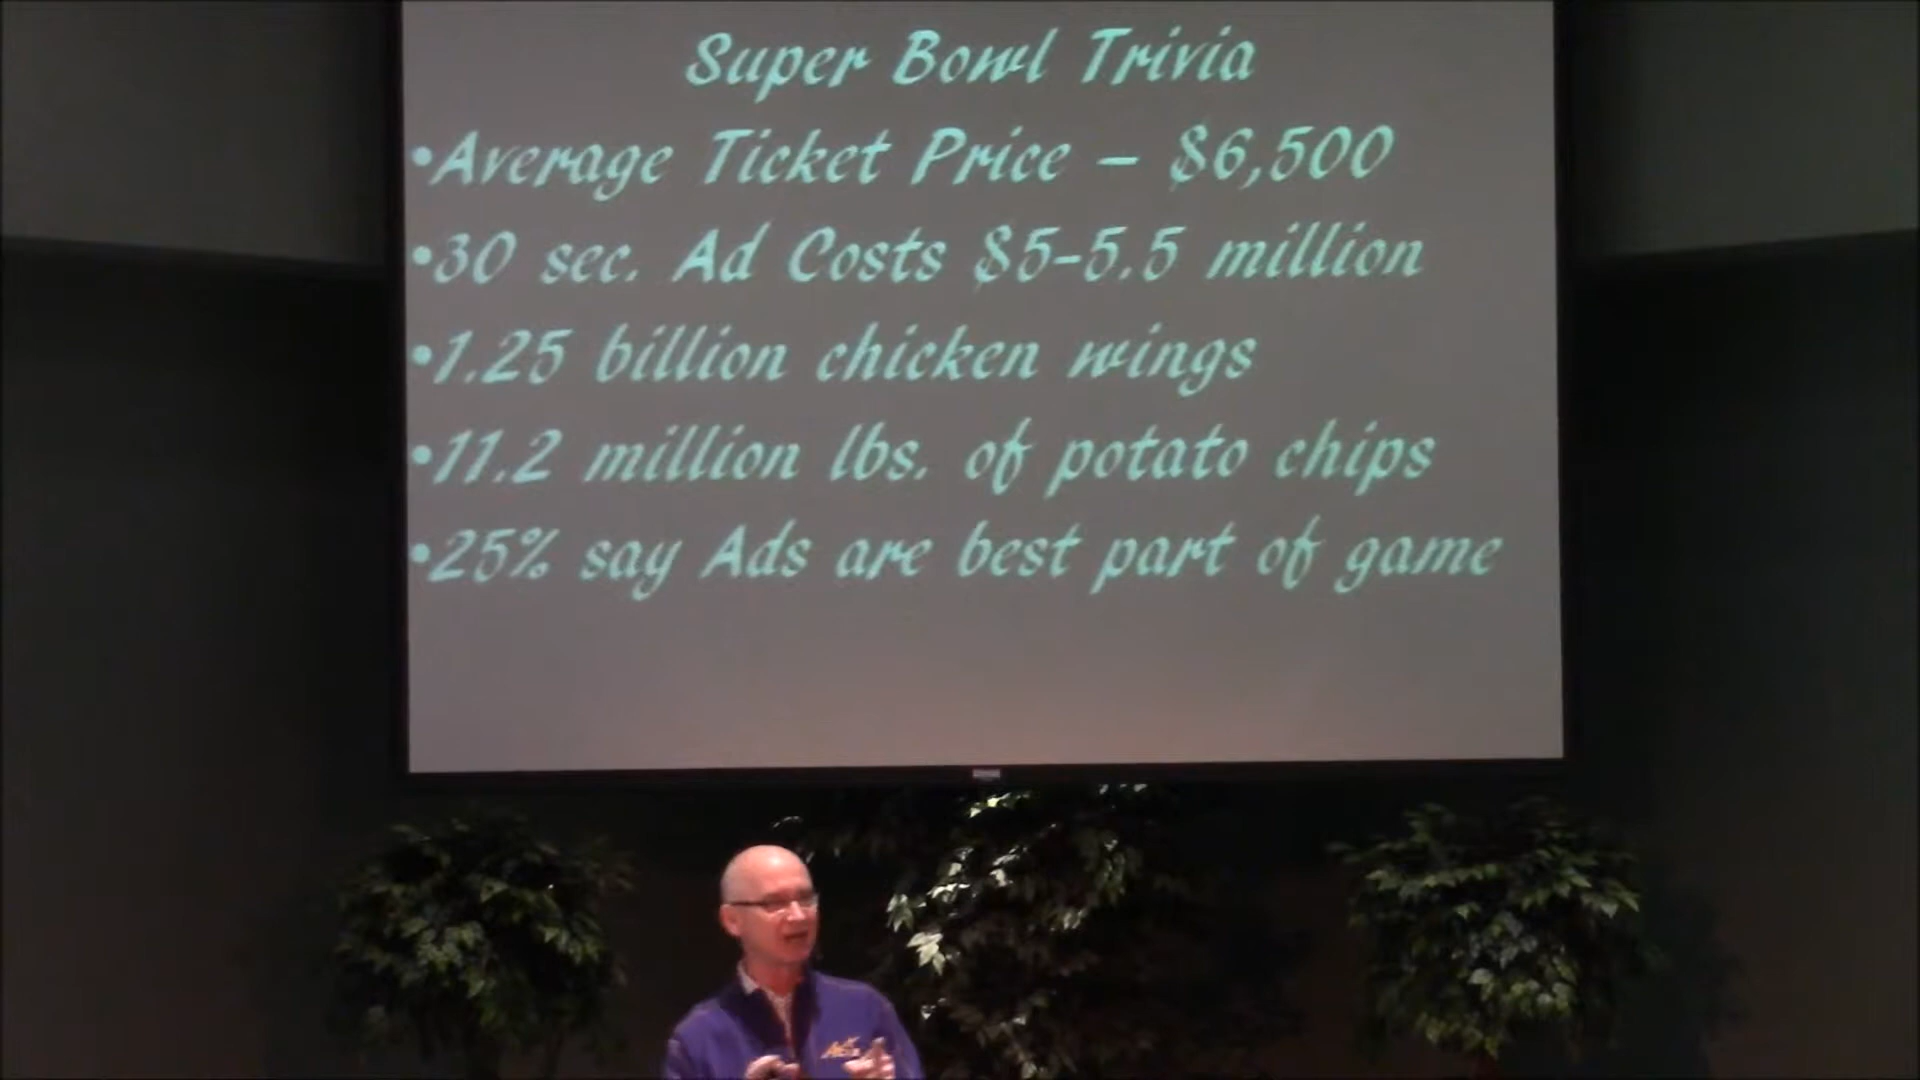 Super Bowl Trivia
•Average Ticket Price – $6,500
•30 sec. Ad Costs $5-5.5 million
•1.25 billion chicken wings
•11.2 million lbs. of potato chips
•25% say Ads are best part of game